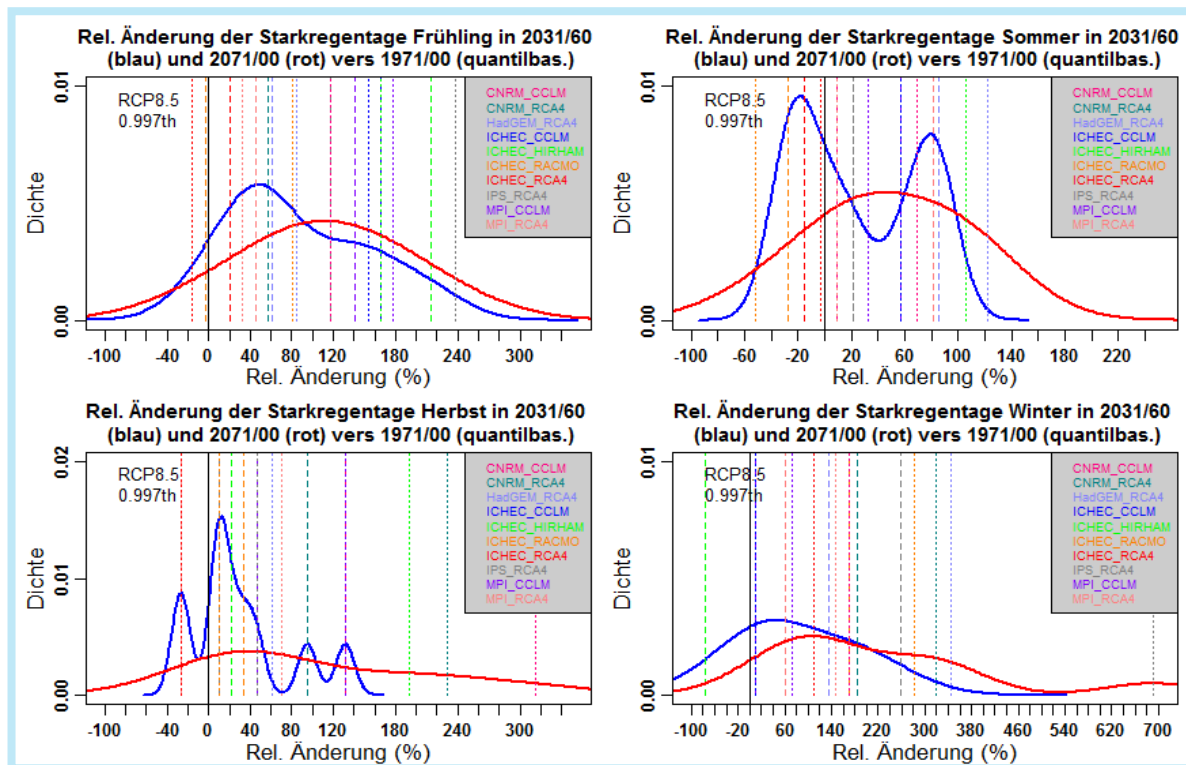 Rel. Änderung der Starkregentage Frühling in 2031/60
(blau) und 2071/00 (rot) vers 1971/00 (quantilbas.)
0.01
RCP8.5
0.997th
CNRM_CCLM
CNRM_RCA4
HadGEM_RCA4
ICHEC_CCLM
ICHEC_HIRHAM
ICHEC_RACMO
ICHEC_RCA4
IPS_RCA4
MPI_CCLM
MPI_RCA4
Dichte
0.00
-100 -40 0 40 80 120 180 240 300
Rel. Änderung (%)
Rel. Änderung der Starkregentage Sommer in 2031/60
(blau) und 2071/00 (rot) vers 1971/00 (quantilbas.)
0.01
RCP8.5
0.997th
CNRM_CCLM
CNRM_RCA4
HadGEM_RCA4
ICHEC_CCLM
ICHEC_HIRHAM
ICHEC_RACMO
ICHEC_RCA4
IPS_RCA4
MPI_CCLM
MPI_RCA4
Dichte
0.00
-100 -60 -20 20 60 100 140 180 220
Rel. Änderung (%)
Rel. Änderung der Starkregentage Herbst in 2031/60
(blau) und 2071/00 (rot) vers 1971/00 (quantilbas.)
0.02
RCP8.5
0.997th
CNRM_CCLM
CNRM_RCA4
HadGEM_RCA4
ICHEC_CCLM
ICHEC_HIRHAM
ICHEC_RACMO
ICHEC_RCA4
IPS_RCA4
MPI_CCLM
MPI_RCA4
Dichte
0.01
0.00
-100 -40 0 40 80 120 180 240 300
Rel. Änderung (%)
Rel. Änderung der Starkregentage Winter in 2031/60
(blau) und 2071/00 (rot) vers 1971/00 (quantilbas.)
0.01
RCP8.5
0.997th
CNRM_CCLM
CNRM_RCA4
HadGEM_RCA4
ICHEC_CCLM
ICHEC_HIRHAM
ICHEC_RACMO
ICHEC_RCA4
IPS_RCA4
MPI_CCLM
MPI_RCA4
Dichte
0.00
-100 -20 60 140 220 300 380 460 540 620 700
Rel. Änderung (%)